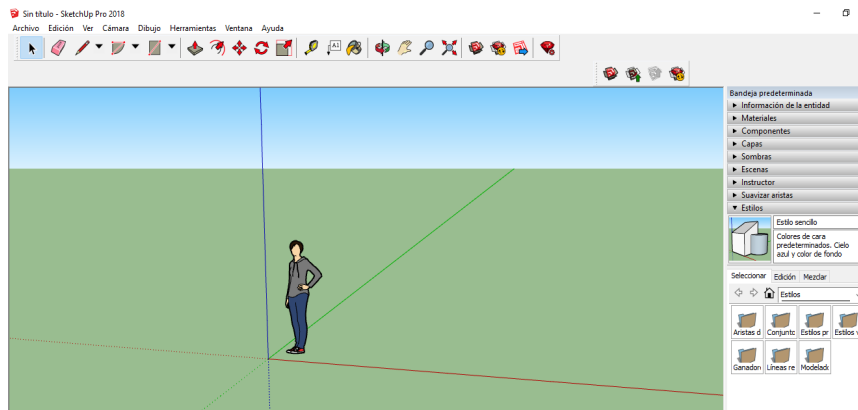 Sin título - SketchUp Pro 2018
Archivo Edición Ver Cámara Dibujo Herramientas Ventana Ayuda
A1
Bandeja predeterminada
Información de la entidad
Materiales
Componentes
Capas
Sombras
Escenas
Instructor
Suavizar aristas
Estilos
Estilo sencillo
Colores de cara
predeterminados. Cielo
azul y color de fondo
Seleccionar Edición Mezclar
Estilos
Aristas d Conjunto Estilos pr Estilos
Ganador Líneas re Modelad